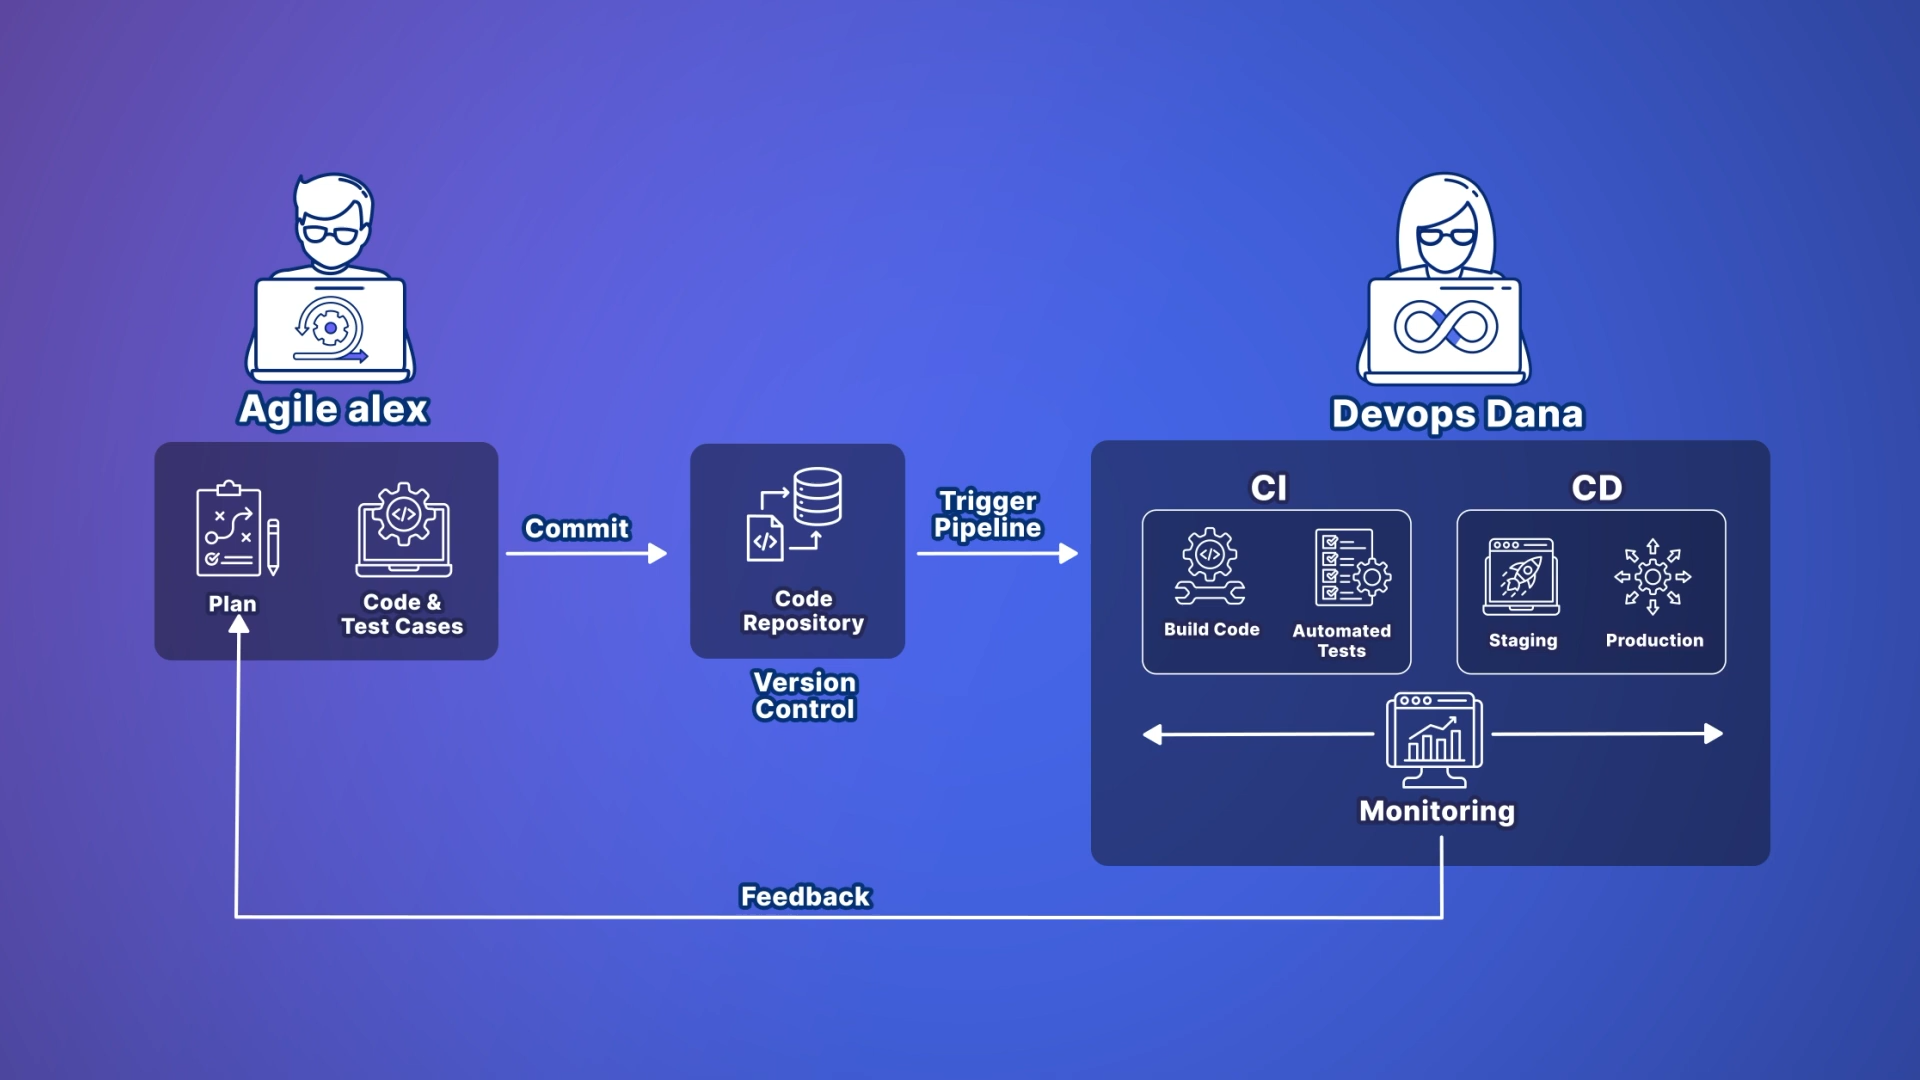 Agile alex
Devops Dana
Plan
Code &
Test Cases
Commit
Code
Repository
Version
Control
Trigger
Pipeline
CI
Build Code
Automated
Tests
CD
Staging
Production
Monitoring
Feedback